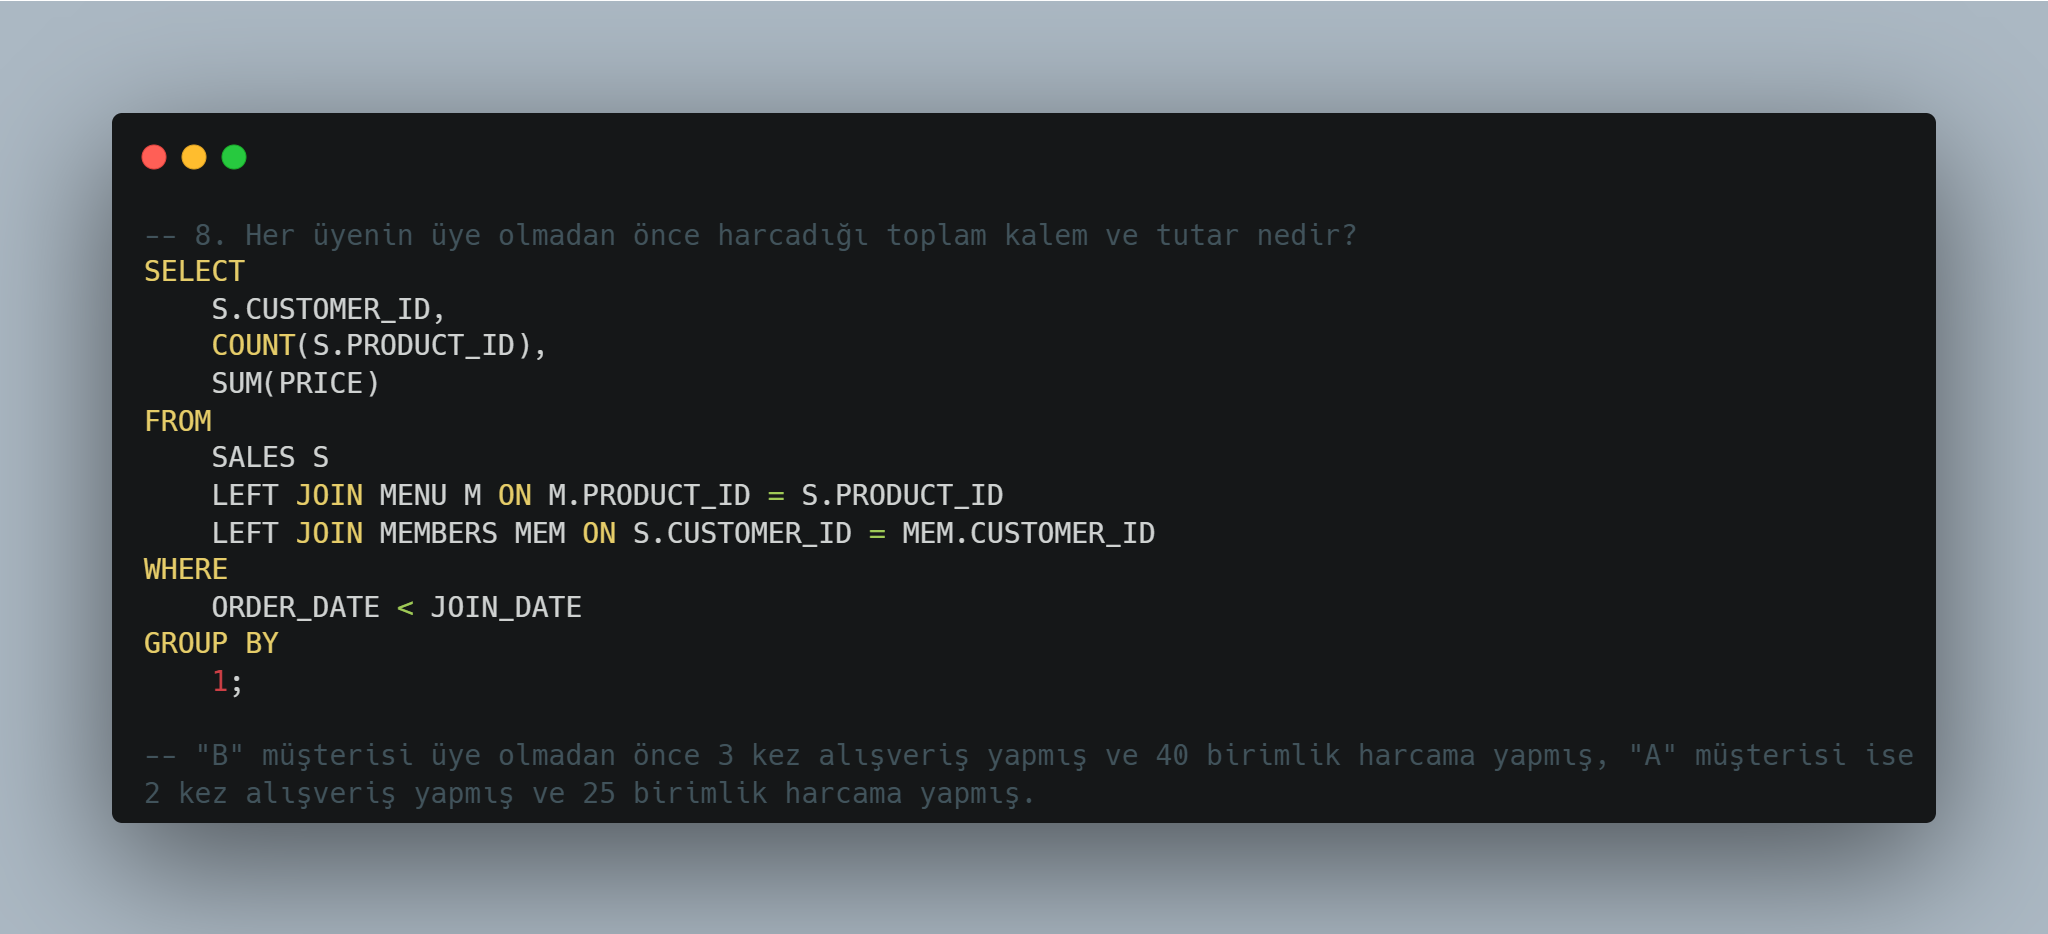 -- 8. Her üyenin üye olmadan önce harcadığı toplam kalem ve tutar nedir?
SELECT
    S.CUSTOMER_ID,
    COUNT(S.PRODUCT_ID),
    SUM(PRICE)
FROM
    SALES S
    LEFT JOIN MENU M ON M.PRODUCT_ID = S.PRODUCT_ID
    LEFT JOIN MEMBERS MEM ON S.CUSTOMER_ID = MEM.CUSTOMER_ID
WHERE
    ORDER_DATE < JOIN_DATE
GROUP BY
    1;
-- "B" müşterisi üye olmadan önce 3 kez alışveriş yapmış ve 40 birimlik harcama yapmış, "A" müşterisi ise
2 kez alışveriş yapmış ve 25 birimlik harcama yapmış.